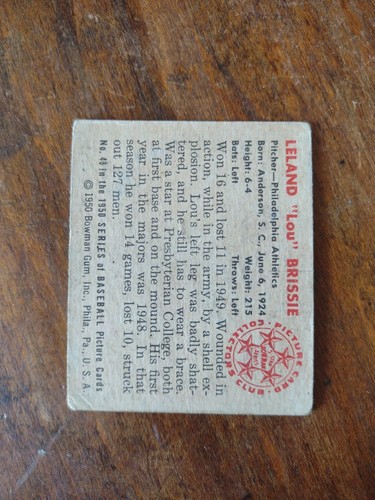 LELAND "Lou" BRISSIE
Pitcher—Philadelphia Athletics
Born: Anderson, S. C., June 6, 1924
Height: 6-4 Weight: 215
Bats: Left Throws: Left
PICTURE CARD
COLLECTORS CLUB
BOWMAN
Won 16 and lost 11 in 1949. Wounded in
action, while in the army, by a shell ex-
plosion. Lou's left leg was badly shat-
tered, and he still has to wear a brace.
Was a star at Presbyterian College, both
at first base and on the mound. His first
year in the majors was 1948. In that
season he won 14 games, lost 10, struck
out 127 men.
No. 48 in the 1950 SERIES of BASEBALL Picture Cards
© 1950 Bowman Gum, Inc., Phila., Pa., U. S. A.